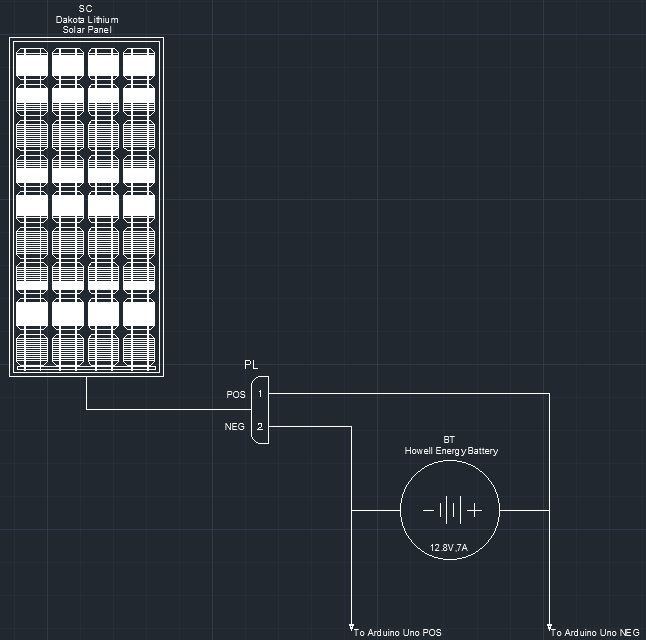 SC
Dakota Lithium
Solar Panel
PL
POS 1
NEG 2
BT
Howell Energy Battery
12.8V,7A
To Arduino Uno POS
To Arduino Uno NEG